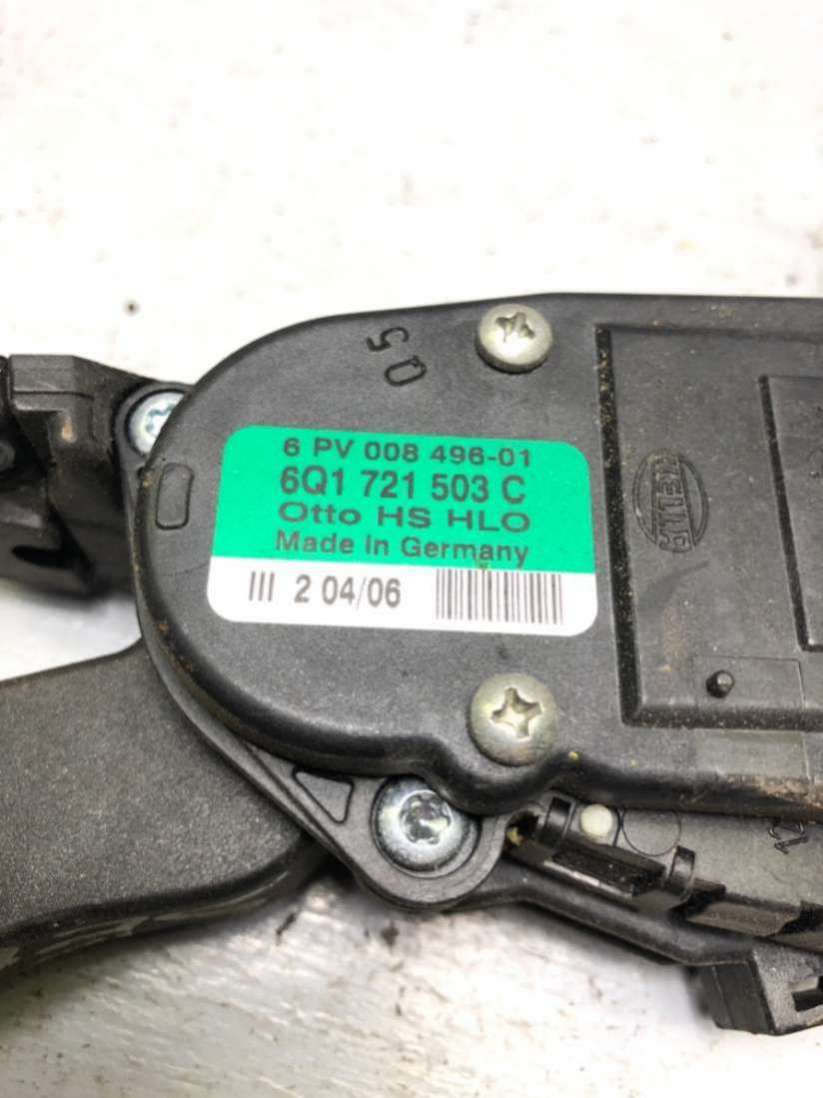 Q5
6 PV 008 496-01
6Q1 721 503 C
Otto HS HLO
Made in Germany
III 2 04/06
HELLA